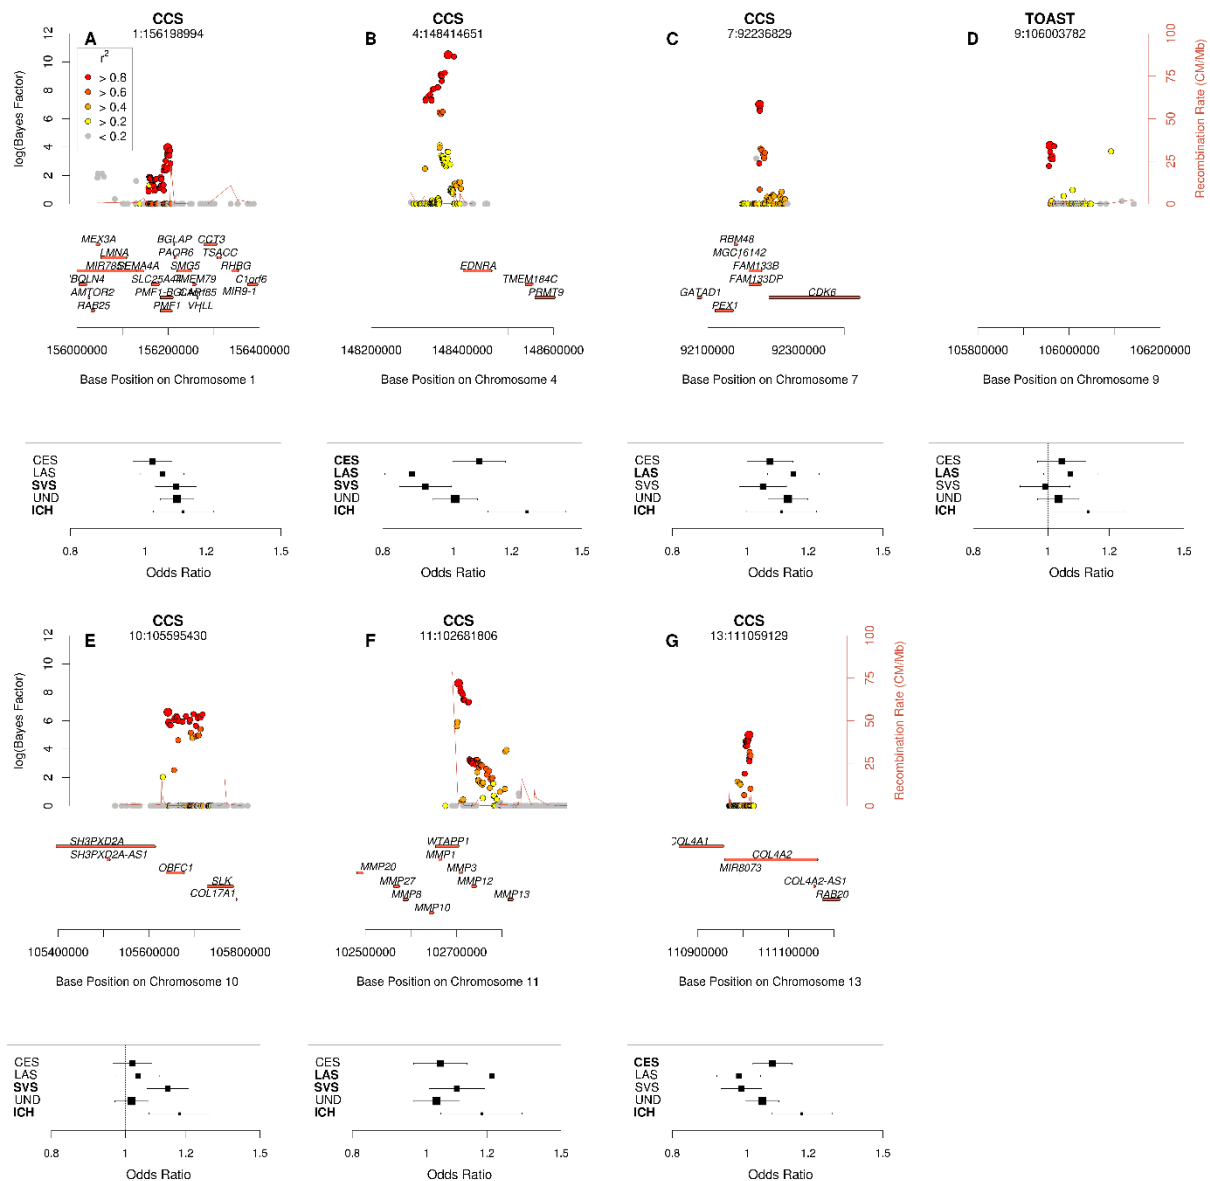 CCS
1:156198994
A
CCS
4:148414651
B
CCS
7:92236829
C
TOAST
9:106003782
D
log(Bayes Factor)
0
2
4
6
8
10
12
r2
> 0.8
> 0.6
> 0.4
> 0.2
< 0.2
Recombination Rate (CM/Mb)
0
25
50
75
100
MEX3A
BGLAP
CCT3
LMNA
PAQR6
TSACC
SEMA4A
SMG5
RHBG
TMEM79
C1orf6
AMTOR2
MIR9-1
RAB25
PMF1
VHLL
156000000
156200000
156400000
Base Position on Chromosome 1
EDNRA
TMEM184C
PRMT9
148200000
148400000
148600000
Base Position on Chromosome 4
RBM48
MGC16142
FAM133B
FAM133DP
GATAD1
CDK6
PEX1
92100000
92300000
Base Position on Chromosome 7
105800000
106000000
106200000
Base Position on Chromosome 9
CES
LAS
SVS
UND
ICH
0.8
1
1.2
1.5
Odds Ratio
CES
LAS
SVS
UND
ICH
0.8
1
1.2
1.5
Odds Ratio
CES
LAS
SVS
UND
ICH
0.8
1
1.2
1.5
Odds Ratio
CES
LAS
SVS
UND
ICH
0.8
1
1.2
1.5
Odds Ratio
CCS
10:105595430
E
CCS
11:102681806
F
CCS
13:111059129
G
log(Bayes Factor)
0
2
4
6
8
10
12
Recombination Rate (CM/Mb)
0
25
50
75
100
SH3PXD2A
SH3PXD2A-AS1
OBFC1
SLK
COL17A1
105400000
105600000
105800000
Base Position on Chromosome 10
WTAPP1
MMP1
MMP20
MMP3
MMP27
MMP12
MMP8
MMP13
MMP10
102500000
102700000
Base Position on Chromosome 11
COL4A1
COL4A2
MIR8073
COL4A2-AS1
RAB20
110900000
111100000
Base Position on Chromosome 13
CES
LAS
SVS
UND
ICH
0.8
1
1.2
1.5
Odds Ratio
CES
LAS
SVS
UND
ICH
0.8
1
1.2
1.5
Odds Ratio
CES
LAS
SVS
UND
ICH
0.8
1
1.2
1.5
Odds Ratio